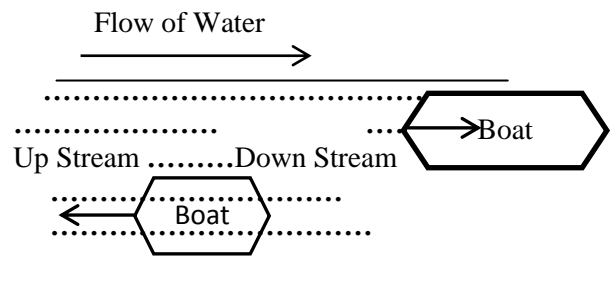 Flow of Water
Boat
Up Stream ......... Down Stream
Boat